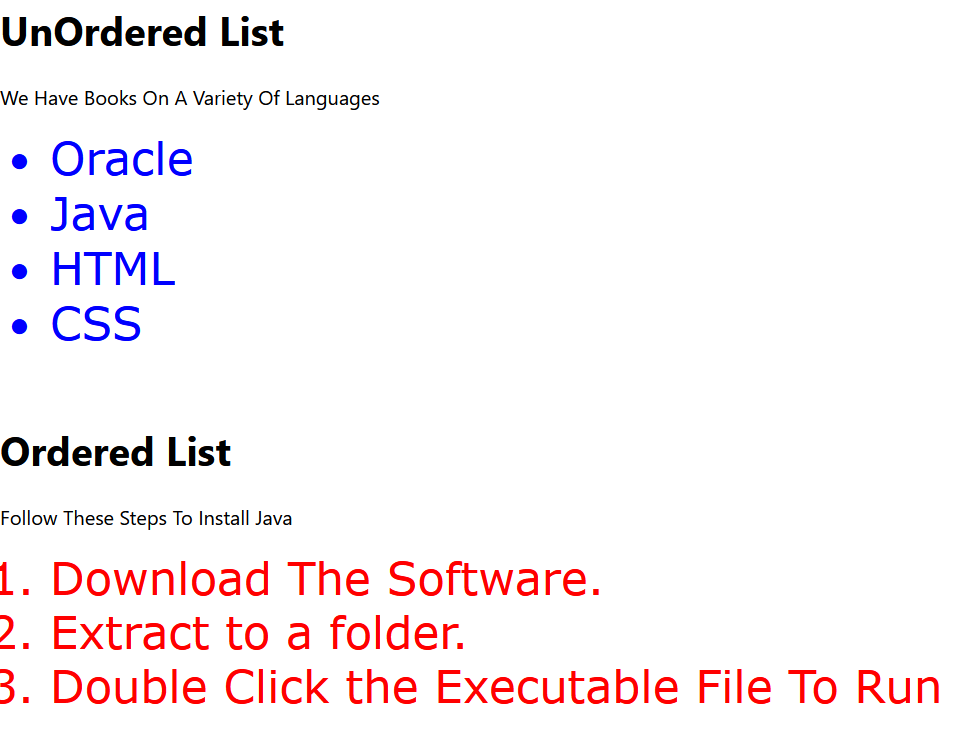 UnOrdered List
We Have Books On A Variety Of Languages
• Oracle
• Java
• HTML
• CSS
Ordered List
Follow These Steps To Install Java
1. Download The Software.
2. Extract to a folder.
3. Double Click the Executable File To Run